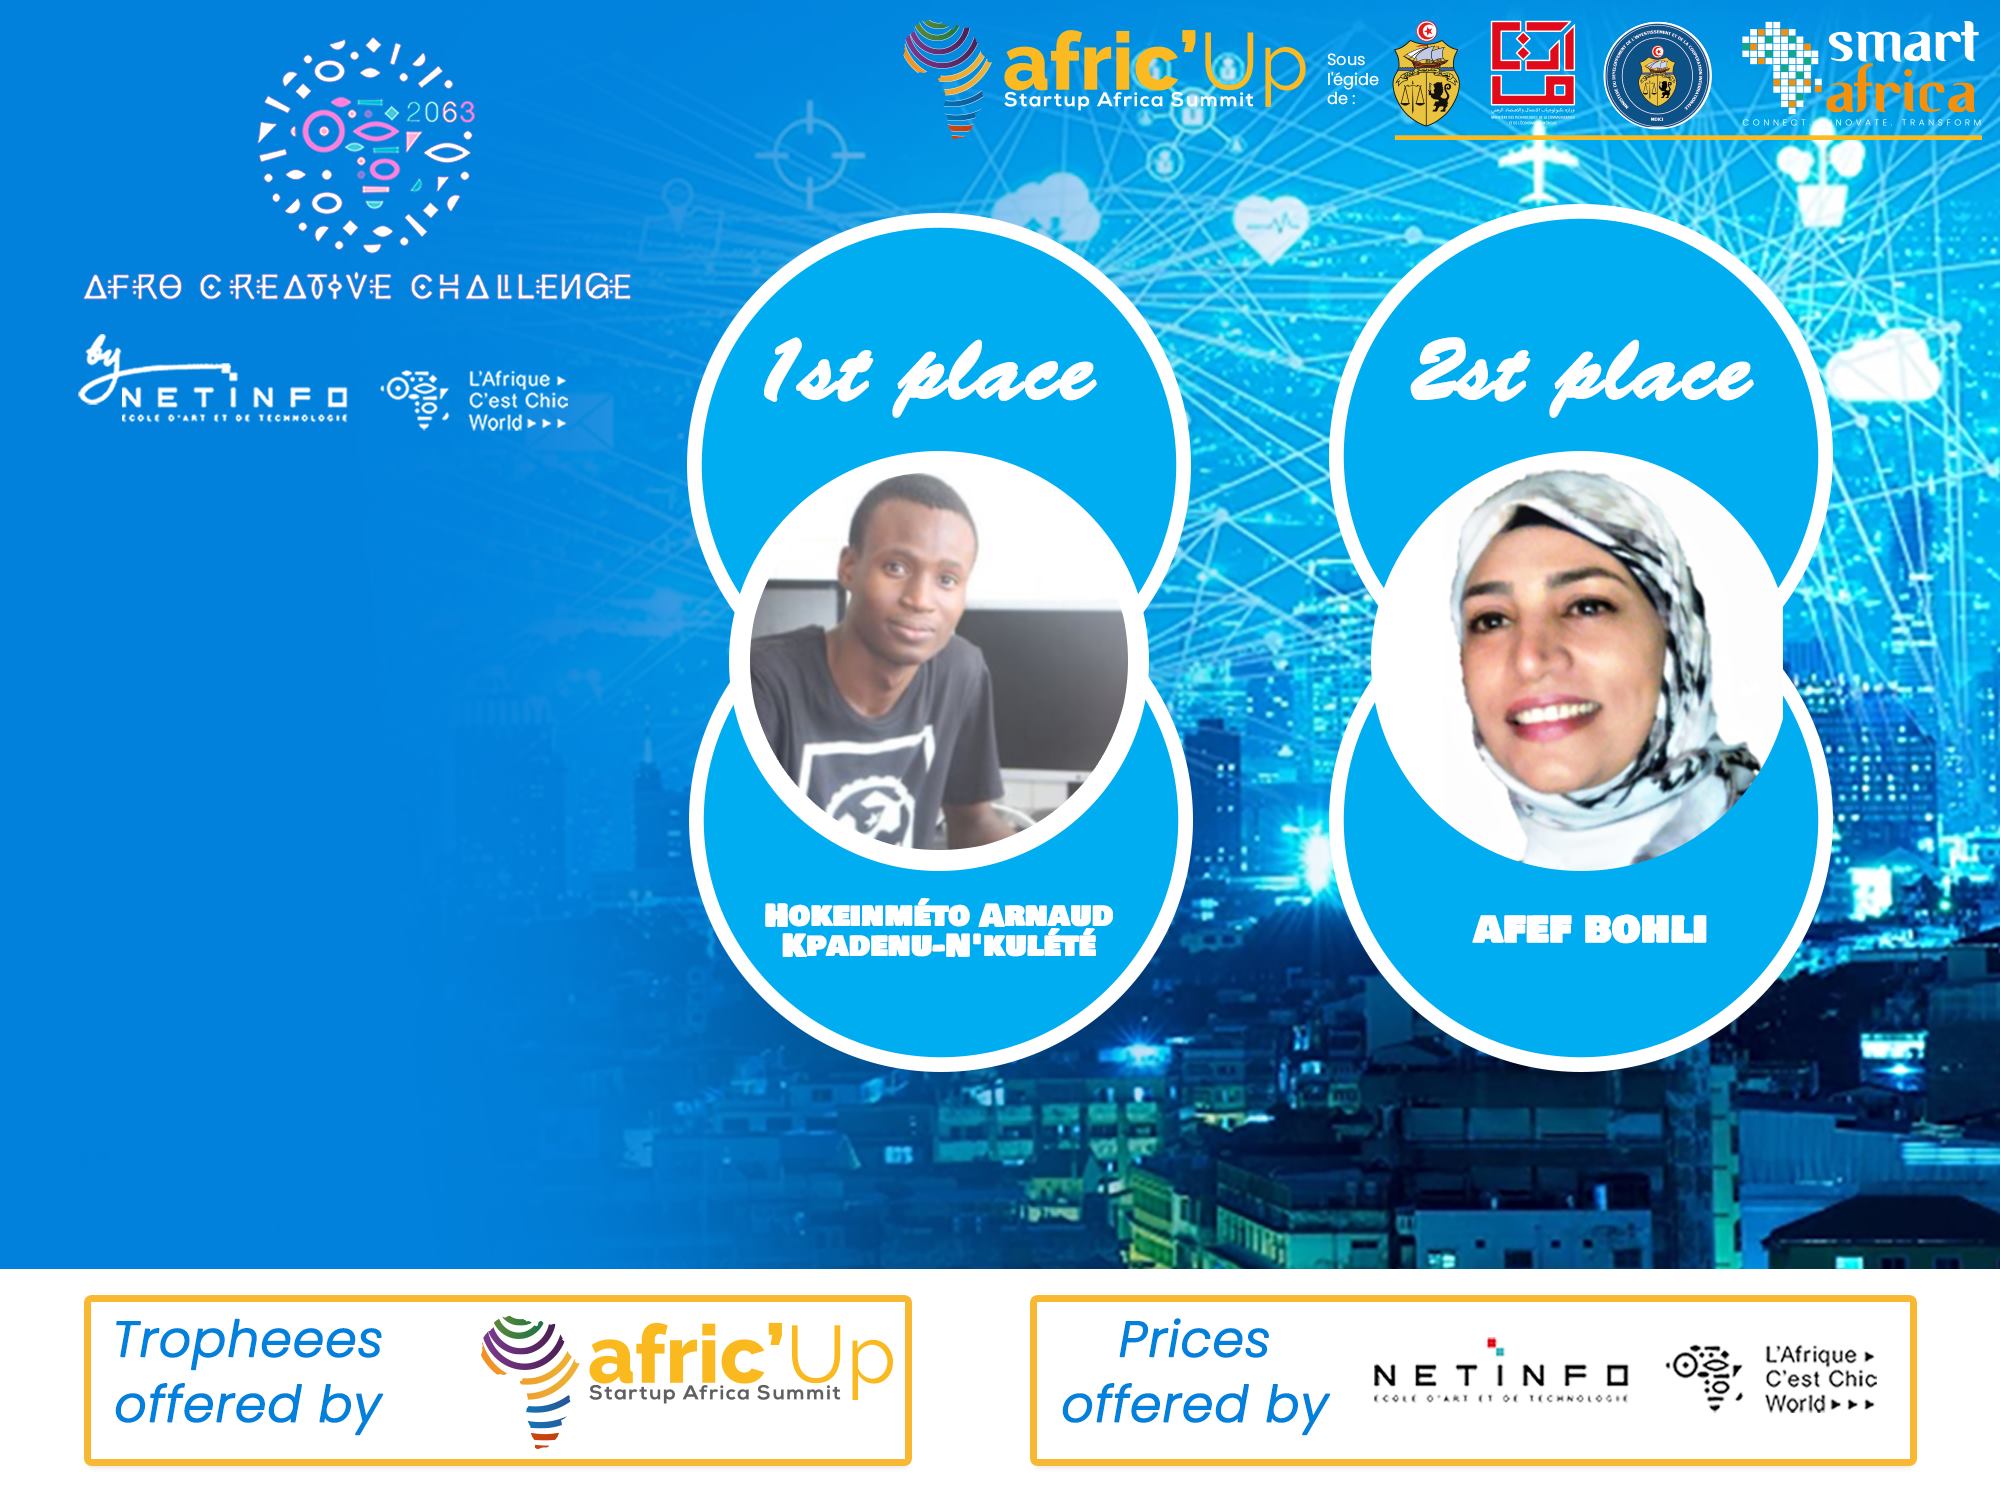 2063
AFRO CREATIVE CHALLENGE
by
NETINFO
ECOLE D'ART ET DE TECHNOLOGIE
L'Afrique
C'est Chic
World
afric'Up
Startup Africa Summit
Sous
l'égide
de :
MDICI
smart
africa
CONNECT. INNOVATE. TRANSFORM
1st place
2st place
HOKEINMÉTO ARNAUD
KPADENU-N'KULÉTÉ
AFEF BOHLI
Tropheees
offered by
afric'Up
Startup Africa Summit
Prices
offered by
NETINFO
ECOLE D'ART ET DE TECHNOLOGIE
L'Afrique
C'est Chic
World